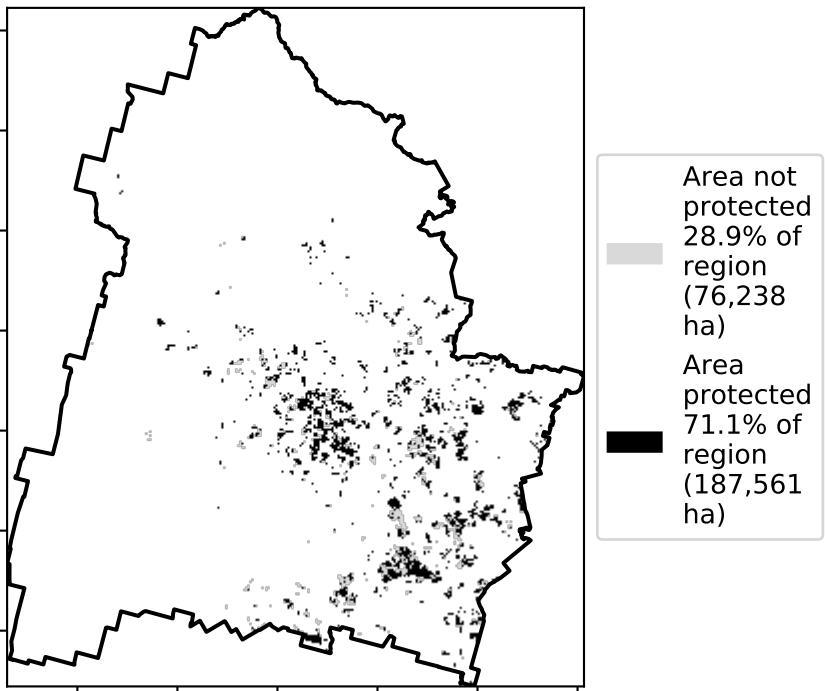 Area not
protected
28.9% of
region
(76,238
ha)
Area
protected
71.1% of
region
(187,561
ha)